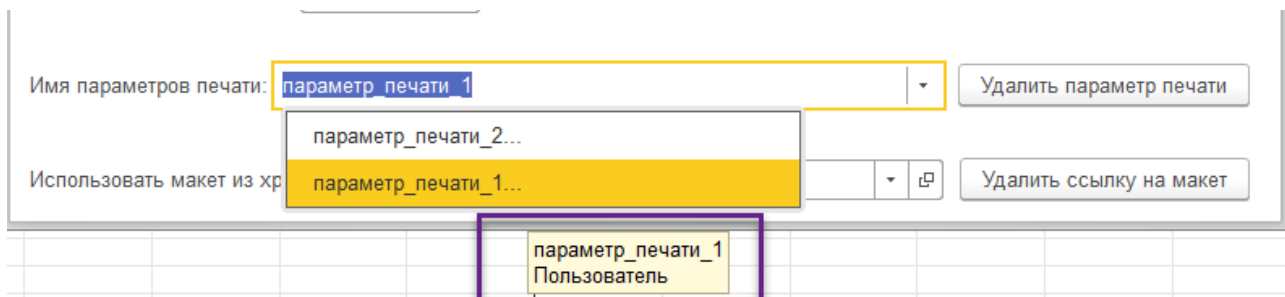 Имя параметров печати: параметр_печати_1 Удалить параметр печати
параметр_печати_2...
Использовать макет из хр параметр_печати_1... Удалить ссылку на макет
параметр_печати_1
Пользователь